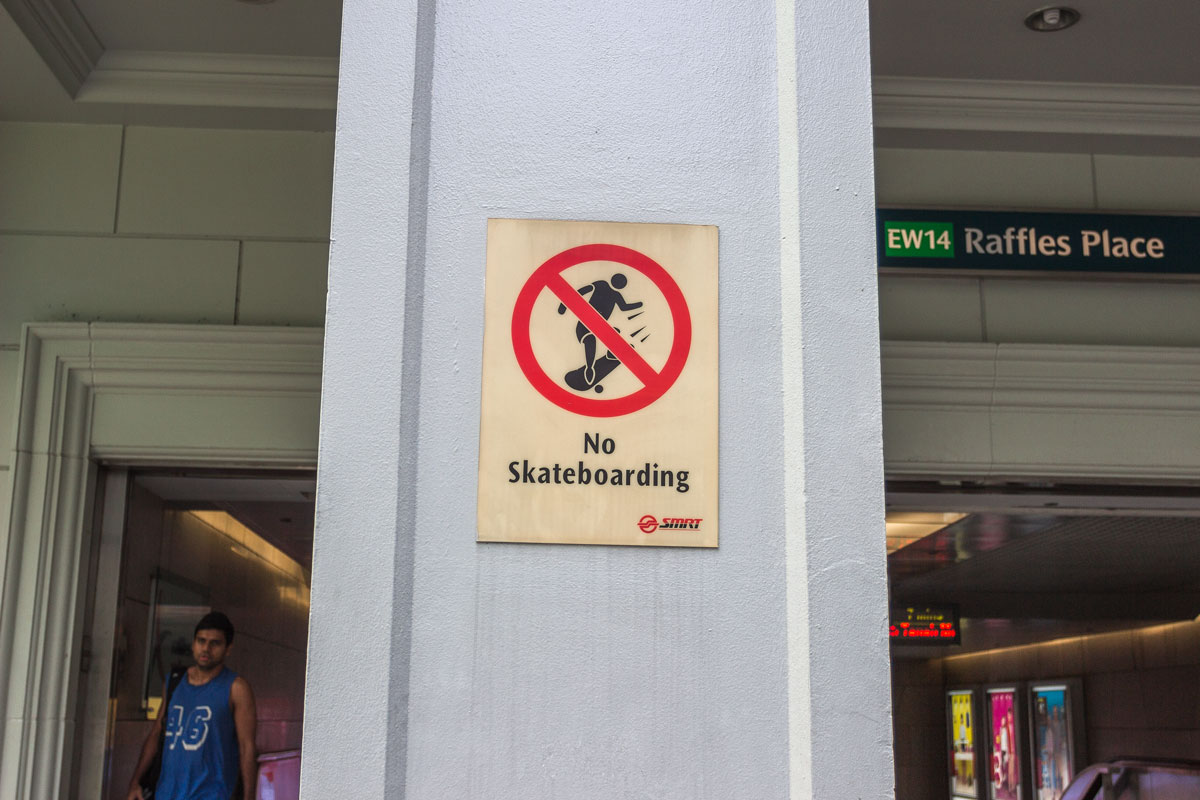 EW14 Raffles Place
No
Skateboarding
SMRT
46